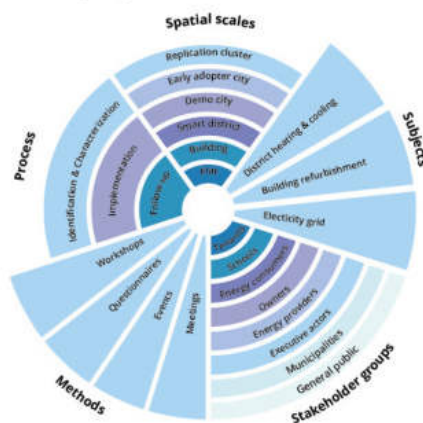 Spatial scales
Replication cluster
Early adopter city
Demo city
Smart district
Building
Subjects
District heating & cooling
Building refurbishment
Electicity grid
Stakeholder groups
Tenants
Schools
Energy consumers
Owners
Energy providers
Executive actors
Municipalities
General public
Methods
Meetings
Events
Questionnaires
Workshops
Process
Identification & Characterization
Implementation
Follow-up